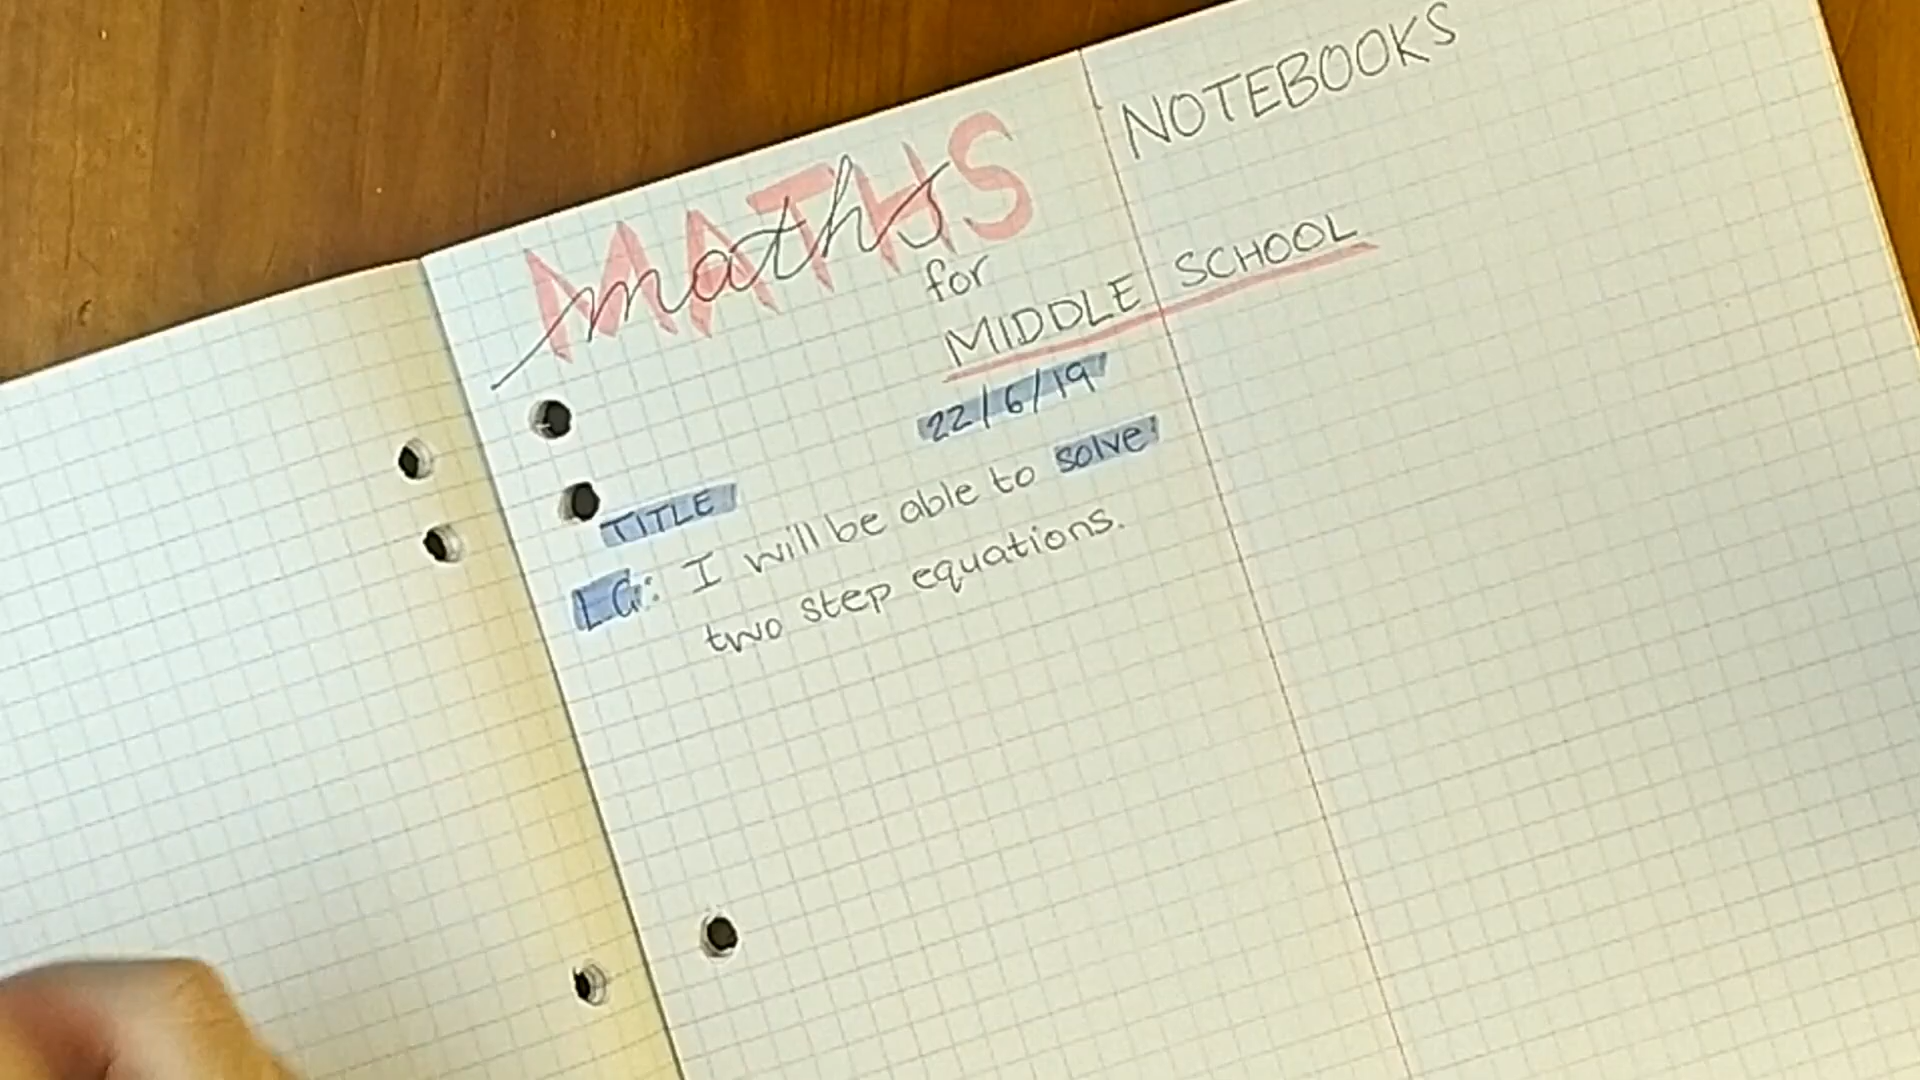 MATHS
maths
NOTEBOOKS
for
MIDDLE SCHOOL
22/6/19
TITLE
LG: I will be able to solve
two step equations.